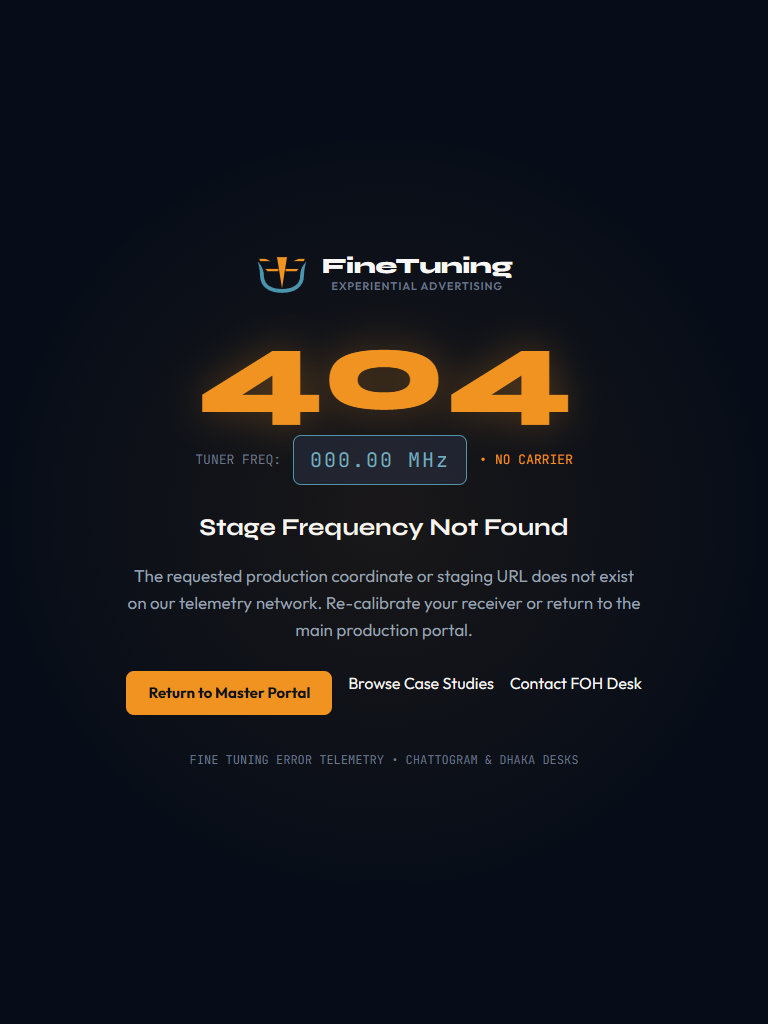 FineTuning
EXPERIENTIAL ADVERTISING
404
TUNER FREQ: 000.00 MHz • NO CARRIER
Stage Frequency Not Found
The requested production coordinate or staging URL does not exist
on our telemetry network. Re-calibrate your receiver or return to the
main production portal.
Return to Master Portal Browse Case Studies Contact FOH Desk
FINE TUNING ERROR TELEMETRY • CHATTOGRAM & DHAKA DESKS